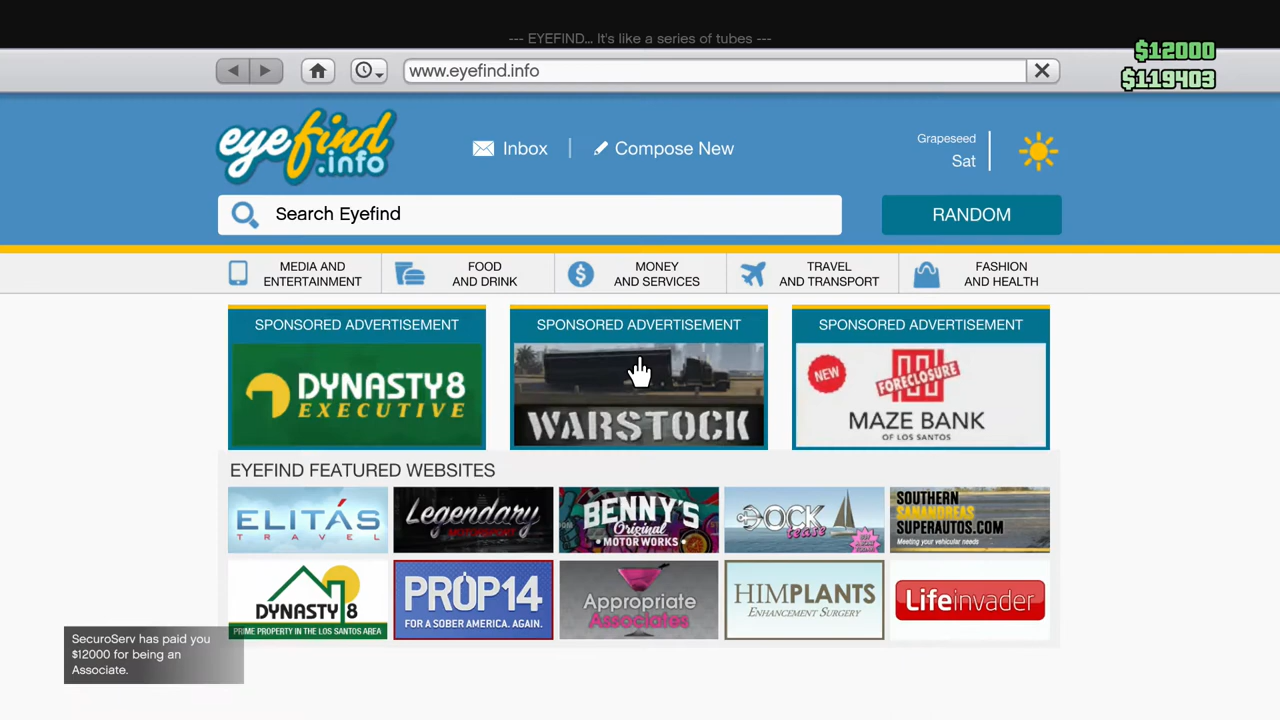 --- EYEFIND... It's like a series of tubes ---
$12000
$119403
www.eyefind.info
eyefind
.info
Inbox
Compose New
Grapeseed
Sat
Search Eyefind
RANDOM
MEDIA AND
ENTERTAINMENT
FOOD
AND DRINK
MONEY
AND SERVICES
TRAVEL
AND TRANSPORT
FASHION
AND HEALTH
SPONSORED ADVERTISEMENT
DYNASTY8
EXECUTIVE
SPONSORED ADVERTISEMENT
WARSTOCK
SPONSORED ADVERTISEMENT
NEW
FORECLOSURE
MAZE BANK
OF LOS SANTOS
EYEFIND FEATURED WEBSITES
ELITÁS
TRAVEL
Legendary
MOTORSPORT
BENNY'S
Original
MOTORWORKS
DOCK
tease
SOUTHERN
SANANDREAS
SUPERAUTOS.COM
Meeting your vehicular needs
DYNASTY 8
PRIME PROPERTY IN THE LOS SANTOS AREA
PROP14
FOR A SOBER AMERICA. AGAIN.
Appropriate
Associates
HIMPLANTS
ENHANCEMENT SURGERY
Lifeinvader
SecuroServ has paid you
$12000 for being an
Associate.